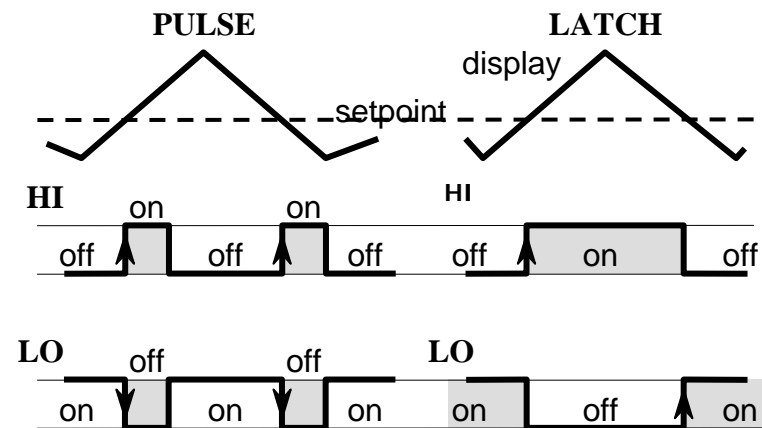 PULSE LATCH
display
setpoint
HI on on HI
off off off off on off
LO off off LO
on on on on off on